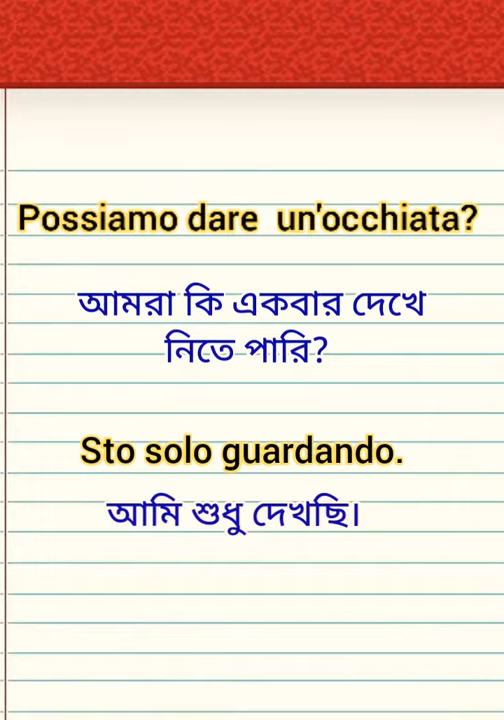 Possiamo dare un'occhiata?
আমরা কি একবার দেখে
নিতে পারি?
Sto solo guardando.
আমি শুধু দেখছি।